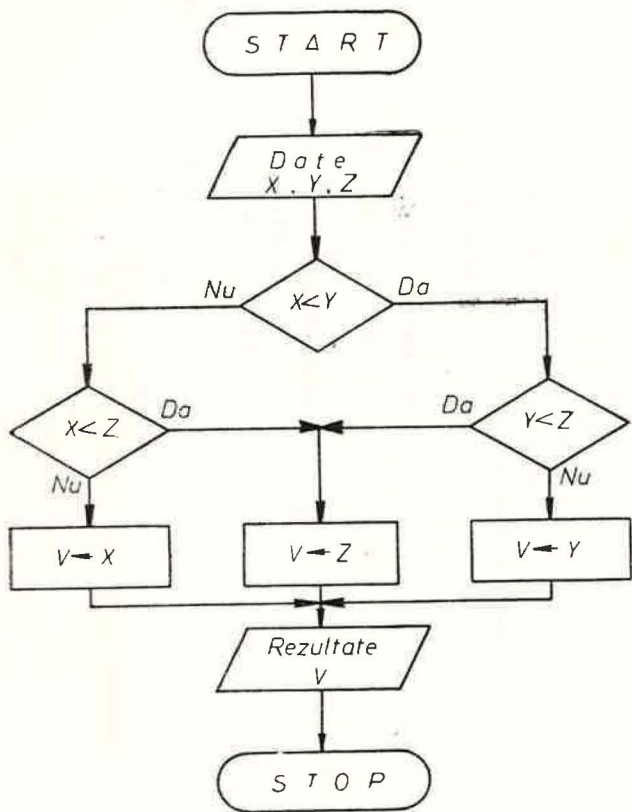 START
Date
X, Y, Z
Nu
X<Y
Da
X<Z
Da
Da
Y<Z
Nu
Nu
V←X
V←Z
V←Y
Rezultate
V
STOP